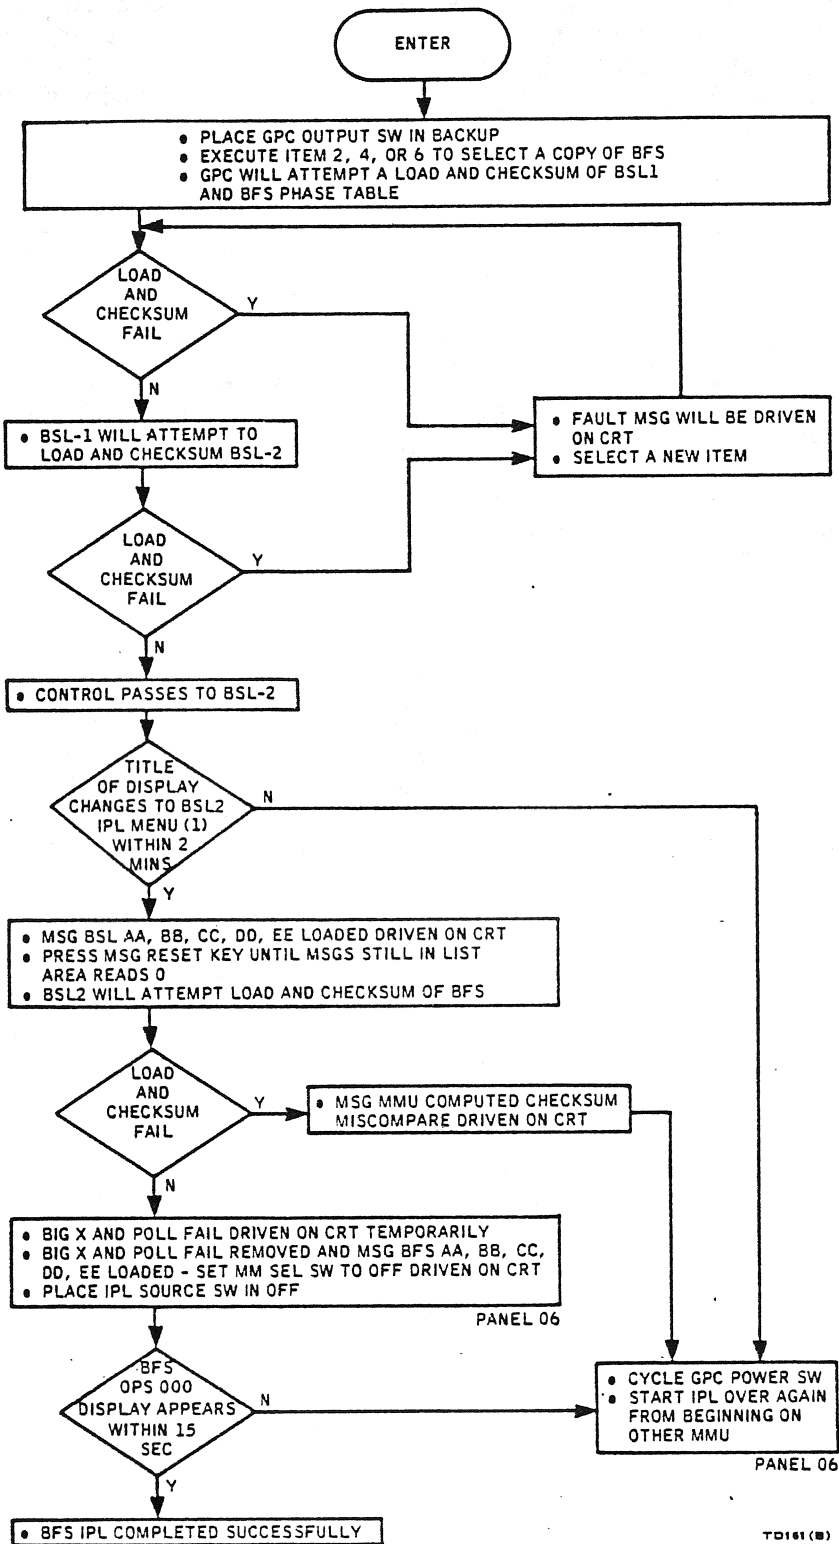 ENTER
• PLACE GPC OUTPUT SW IN BACKUP
• EXECUTE ITEM 2, 4, OR 6 TO SELECT A COPY OF BFS
• GPC WILL ATTEMPT A LOAD AND CHECKSUM OF BSL1
AND BFS PHASE TABLE
LOAD
AND
CHECKSUM
FAIL
Y
N
• FAULT MSG WILL BE DRIVEN
ON CRT
• SELECT A NEW ITEM
• BSL-1 WILL ATTEMPT TO
LOAD AND CHECKSUM BSL-2
LOAD
AND
CHECKSUM
FAIL
Y
N
• CONTROL PASSES TO BSL-2
TITLE
OF DISPLAY
CHANGES TO BSL2
IPL MENU (1)
WITHIN 2
MINS
N
Y
• MSG BSL AA, BB, CC, DD, EE LOADED DRIVEN ON CRT
• PRESS MSG RESET KEY UNTIL MSGS STILL IN LIST
AREA READS 0
• BSL2 WILL ATTEMPT LOAD AND CHECKSUM OF BFS
LOAD
AND
CHECKSUM
FAIL
Y
• MSG MMU COMPUTED CHECKSUM
MISCOMPARE DRIVEN ON CRT
N
• BIG X AND POLL FAIL DRIVEN ON CRT TEMPORARILY
• BIG X AND POLL FAIL REMOVED AND MSG BFS AA, BB, CC,
DD, EE LOADED - SET MM SEL SW TO OFF DRIVEN ON CRT
• PLACE IPL SOURCE SW IN OFF
PANEL 06
BFS
OPS 000
DISPLAY APPEARS
WITHIN 15
SEC
N
Y
• CYCLE GPC POWER SW
• START IPL OVER AGAIN
FROM BEGINNING ON
OTHER MMU
PANEL 06
• BFS IPL COMPLETED SUCCESSFULLY
TD161 (B)